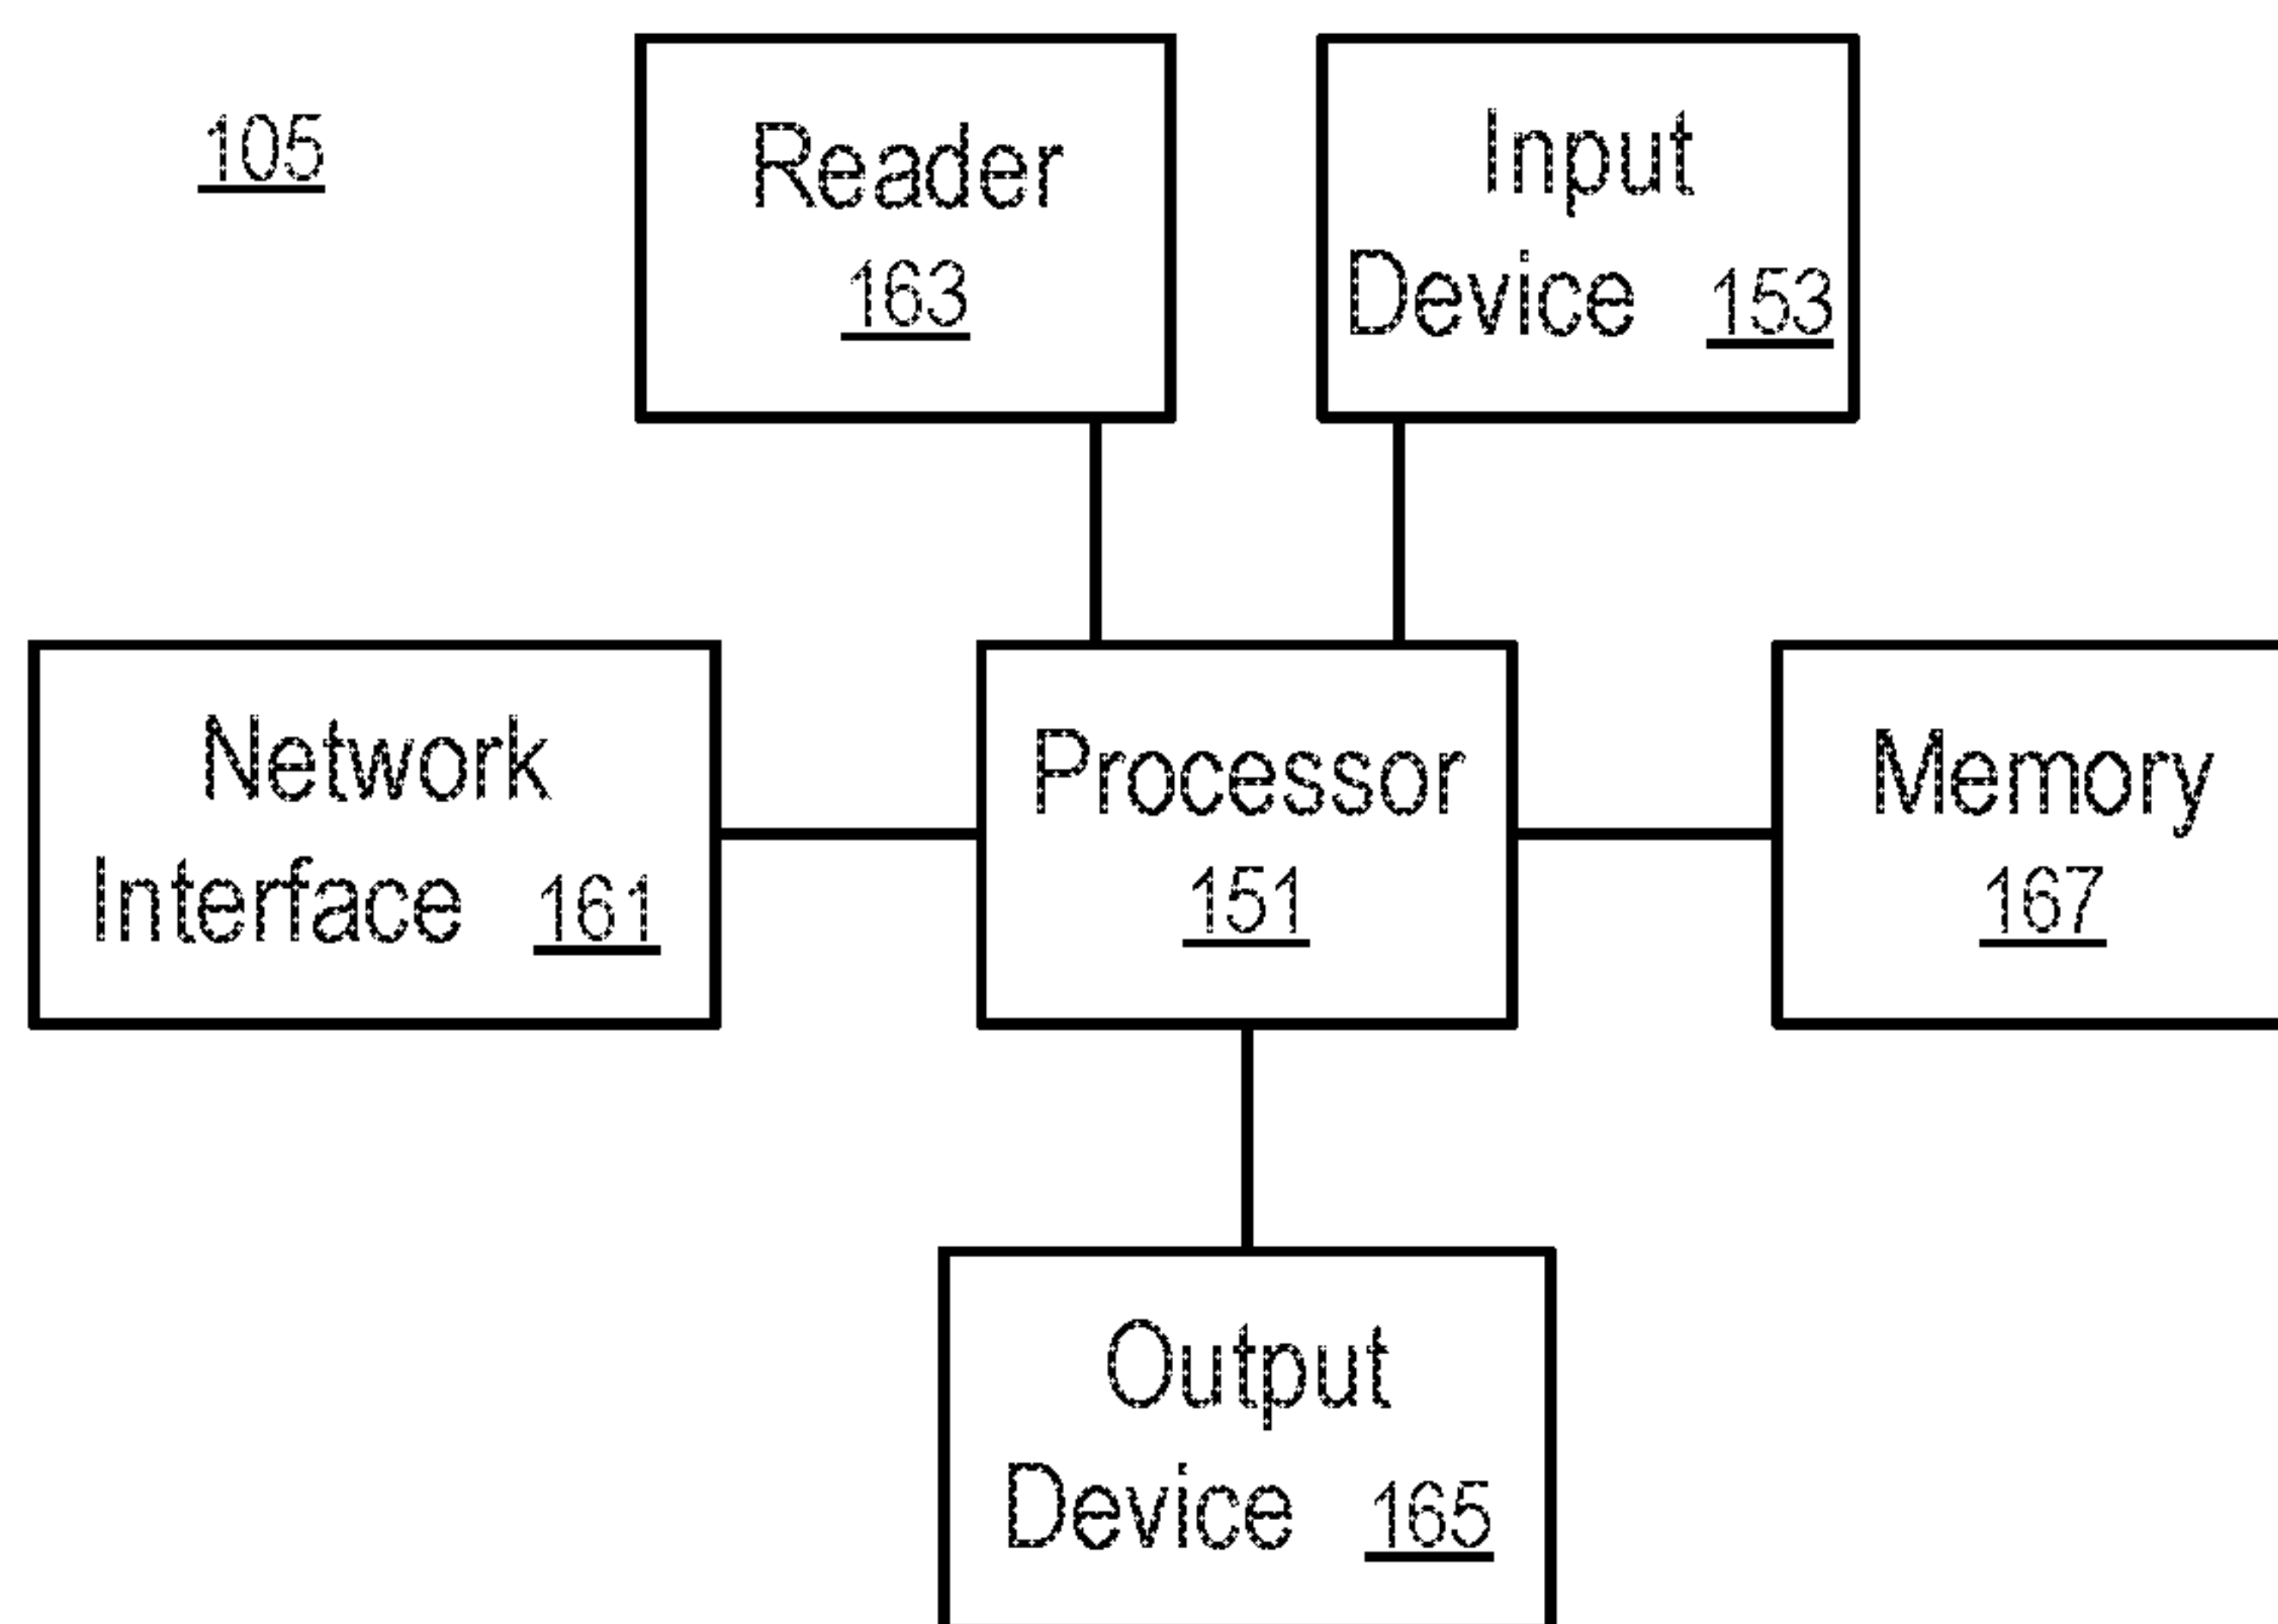 105
Reader
163
Input
Device 153
Network
Interface 161
Processor
151
Memory
167
Output
Device 165